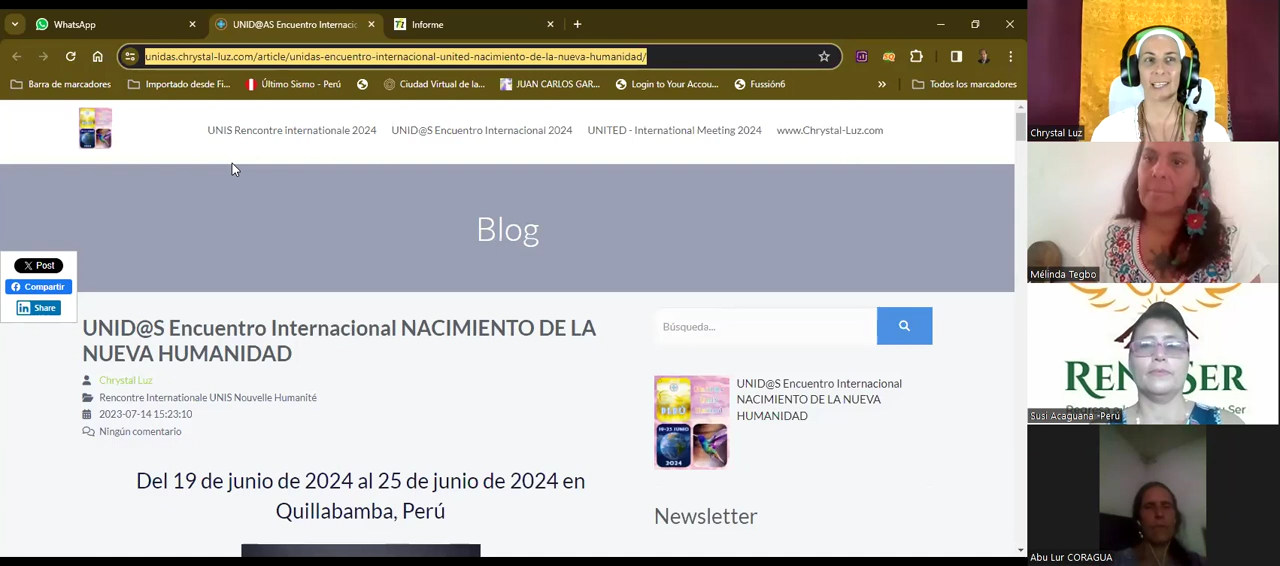 WhatsApp
UNID@AS Encuentro Internacic
Informe
unidas.chrystal-luz.com/article/unidas-encuentro-internacional-united-nacimiento-de-la-nueva-humanidad/
Barra de marcadores
Importado desde Fi...
Último Sismo - Perú
Ciudad Virtual de la...
JUAN CARLOS GAR...
Login to Your Accou...
Fussión6
Todos los marcadores
UNIS Rencontre internationale 2024
UNID@S Encuentro Internacional 2024
UNITED - International Meeting 2024
www.Chrystal-Luz.com
Blog
X Post
Compartir
Share
UNID@S Encuentro Internacional NACIMIENTO DE LA
NUEVA HUMANIDAD
Chrystal Luz
Rencontre Internationale UNIS Nouvelle Humanité
2023-07-14 15:23:10
Ningún comentario
Del 19 de junio de 2024 al 25 de junio de 2024 en
Quillabamba, Perú
Búsqueda...
PERÚ
19-25 JUNIO
2024
UNID@S Encuentro Internacional
NACIMIENTO DE LA NUEVA
HUMANIDAD
Newsletter
Chrystal Luz
Mélinda Tegbo
Susi Acaguana -Perú
Abu Lur CORAGUA